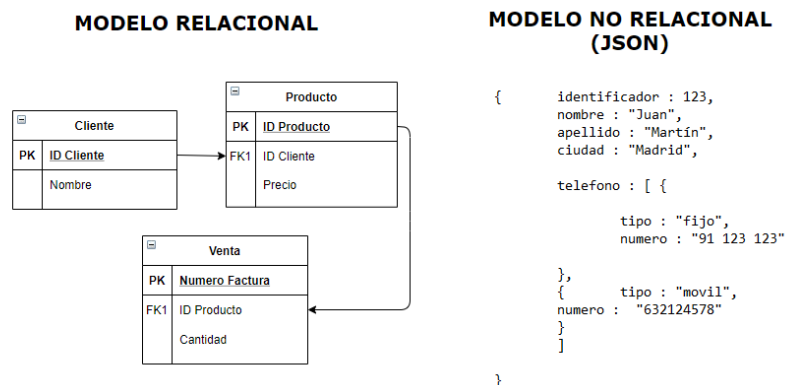 MODELO RELACIONAL
Cliente
PK ID Cliente
Nombre
Producto
PK ID Producto
FK1 ID Cliente
Precio
Venta
PK Numero Factura
FK1 ID Producto
Cantidad
MODELO NO RELACIONAL
(JSON)
{ identificador : 123,
nombre : "Juan",
apellido : "Martín",
ciudad : "Madrid",
telefono : [ {
tipo : "fijo",
numero : "91 123 123"
},
{ tipo : "movil",
numero : "632124578"
}
]
}